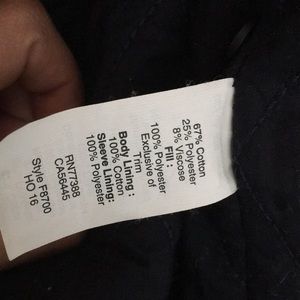 67% Cotton
25% Polyester
8% Viscose
Fill :
100% Polyester
Exclusive of
Trim
Body Lining :
100% Cotton
Sleeve Lining:
100% Polyester
RN77388
CA56445
Style F8700
HO 16